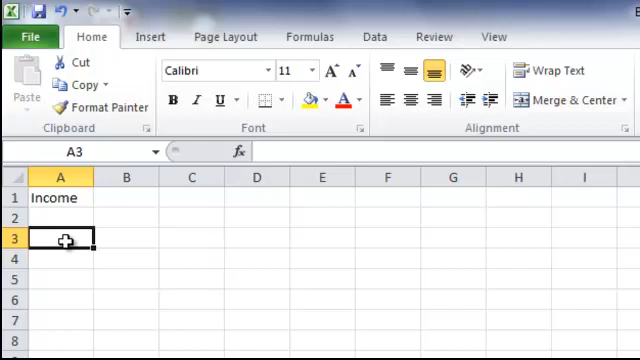 File Home Insert Page Layout Formulas Data Review View
Cut Calibri 11 A A Wrap Text
Paste Copy
Format Painter B I U A Merge & Center
Clipboard Font Alignment
A3 fx
A B C D E F G H I
1 Income
2
3
4
5
6
7
8